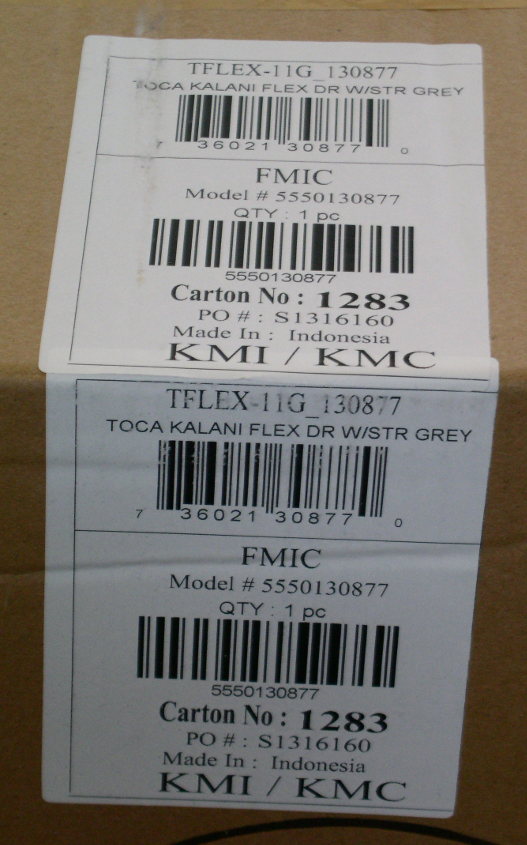 TFLEX-11G_130877
TOCA KALANI FLEX DR W/STR GREY
7 36021 30877 0
FMIC
Model # 5550130877
QTY : 1 pc
5550130877
Carton No : 1283
PO # : S1316160
Made In : Indonesia
KMI / KMC
TFLEX-11G_130877
TOCA KALANI FLEX DR W/STR GREY
7 36021 30877 0
FMIC
Model # 5550130877
QTY : 1 pc
5550130877
Carton No : 1283
PO # : S1316160
Made In : Indonesia
KMI / KMC